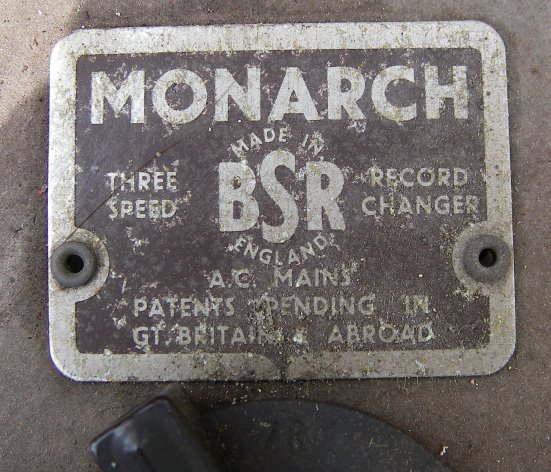 MONARCH
MADE IN
THREE SPEED
BSR
RECORD CHANGER
ENGLAND
A.C. MAINS
PATENTS PENDING IN
GT. BRITAIN & ABROAD
78